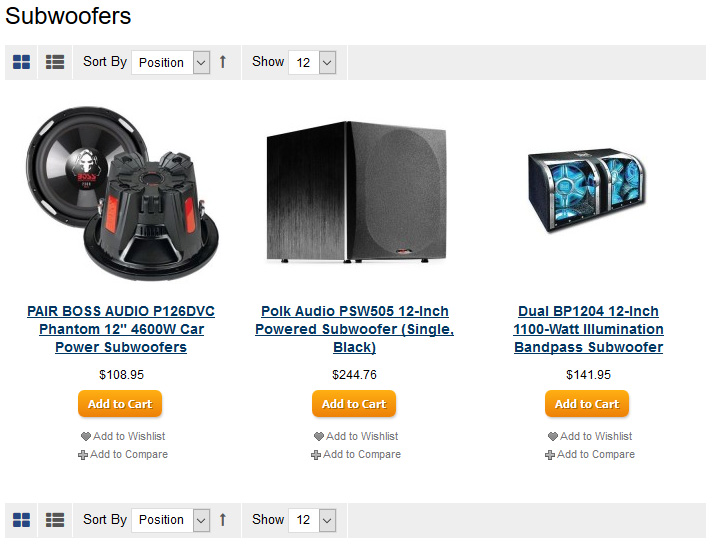 Subwoofers
Sort By Position Show 12
BOSS
PAIR BOSS AUDIO P126DVC
Phantom 12" 4600W Car
Power Subwoofers
$108.95
Add to Cart
Add to Wishlist
Add to Compare
Polk Audio PSW505 12-Inch
Powered Subwoofer (Single,
Black)
$244.76
Add to Cart
Add to Wishlist
Add to Compare
Dual BP1204 12-Inch
1100-Watt Illumination
Bandpass Subwoofer
$141.95
Add to Cart
Add to Wishlist
Add to Compare
Sort By Position Show 12